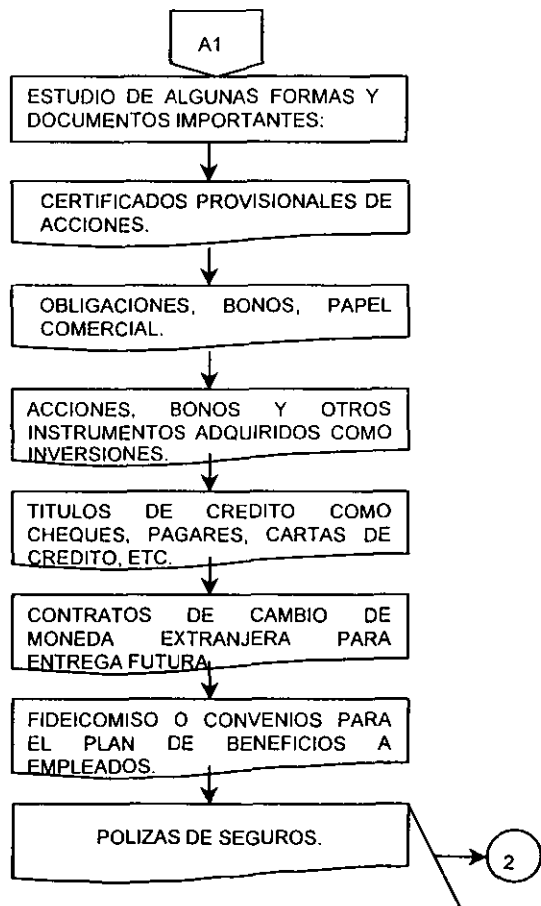 A1
ESTUDIO DE ALGUNAS FORMAS Y
DOCUMENTOS IMPORTANTES:
CERTIFICADOS PROVISIONALES DE
ACCIONES.
OBLIGACIONES, BONOS, PAPEL
COMERCIAL.
ACCIONES, BONOS Y OTROS
INSTRUMENTOS ADQUIRIDOS COMO
INVERSIONES.
TITULOS DE CREDITO COMO
CHEQUES, PAGARES, CARTAS DE
CREDITO, ETC.
CONTRATOS DE CAMBIO DE
MONEDA EXTRANJERA PARA
ENTREGA FUTURA
FIDEICOMISO O CONVENIOS PARA
EL PLAN DE BENEFICIOS A
EMPLEADOS.
POLIZAS DE SEGUROS.
2